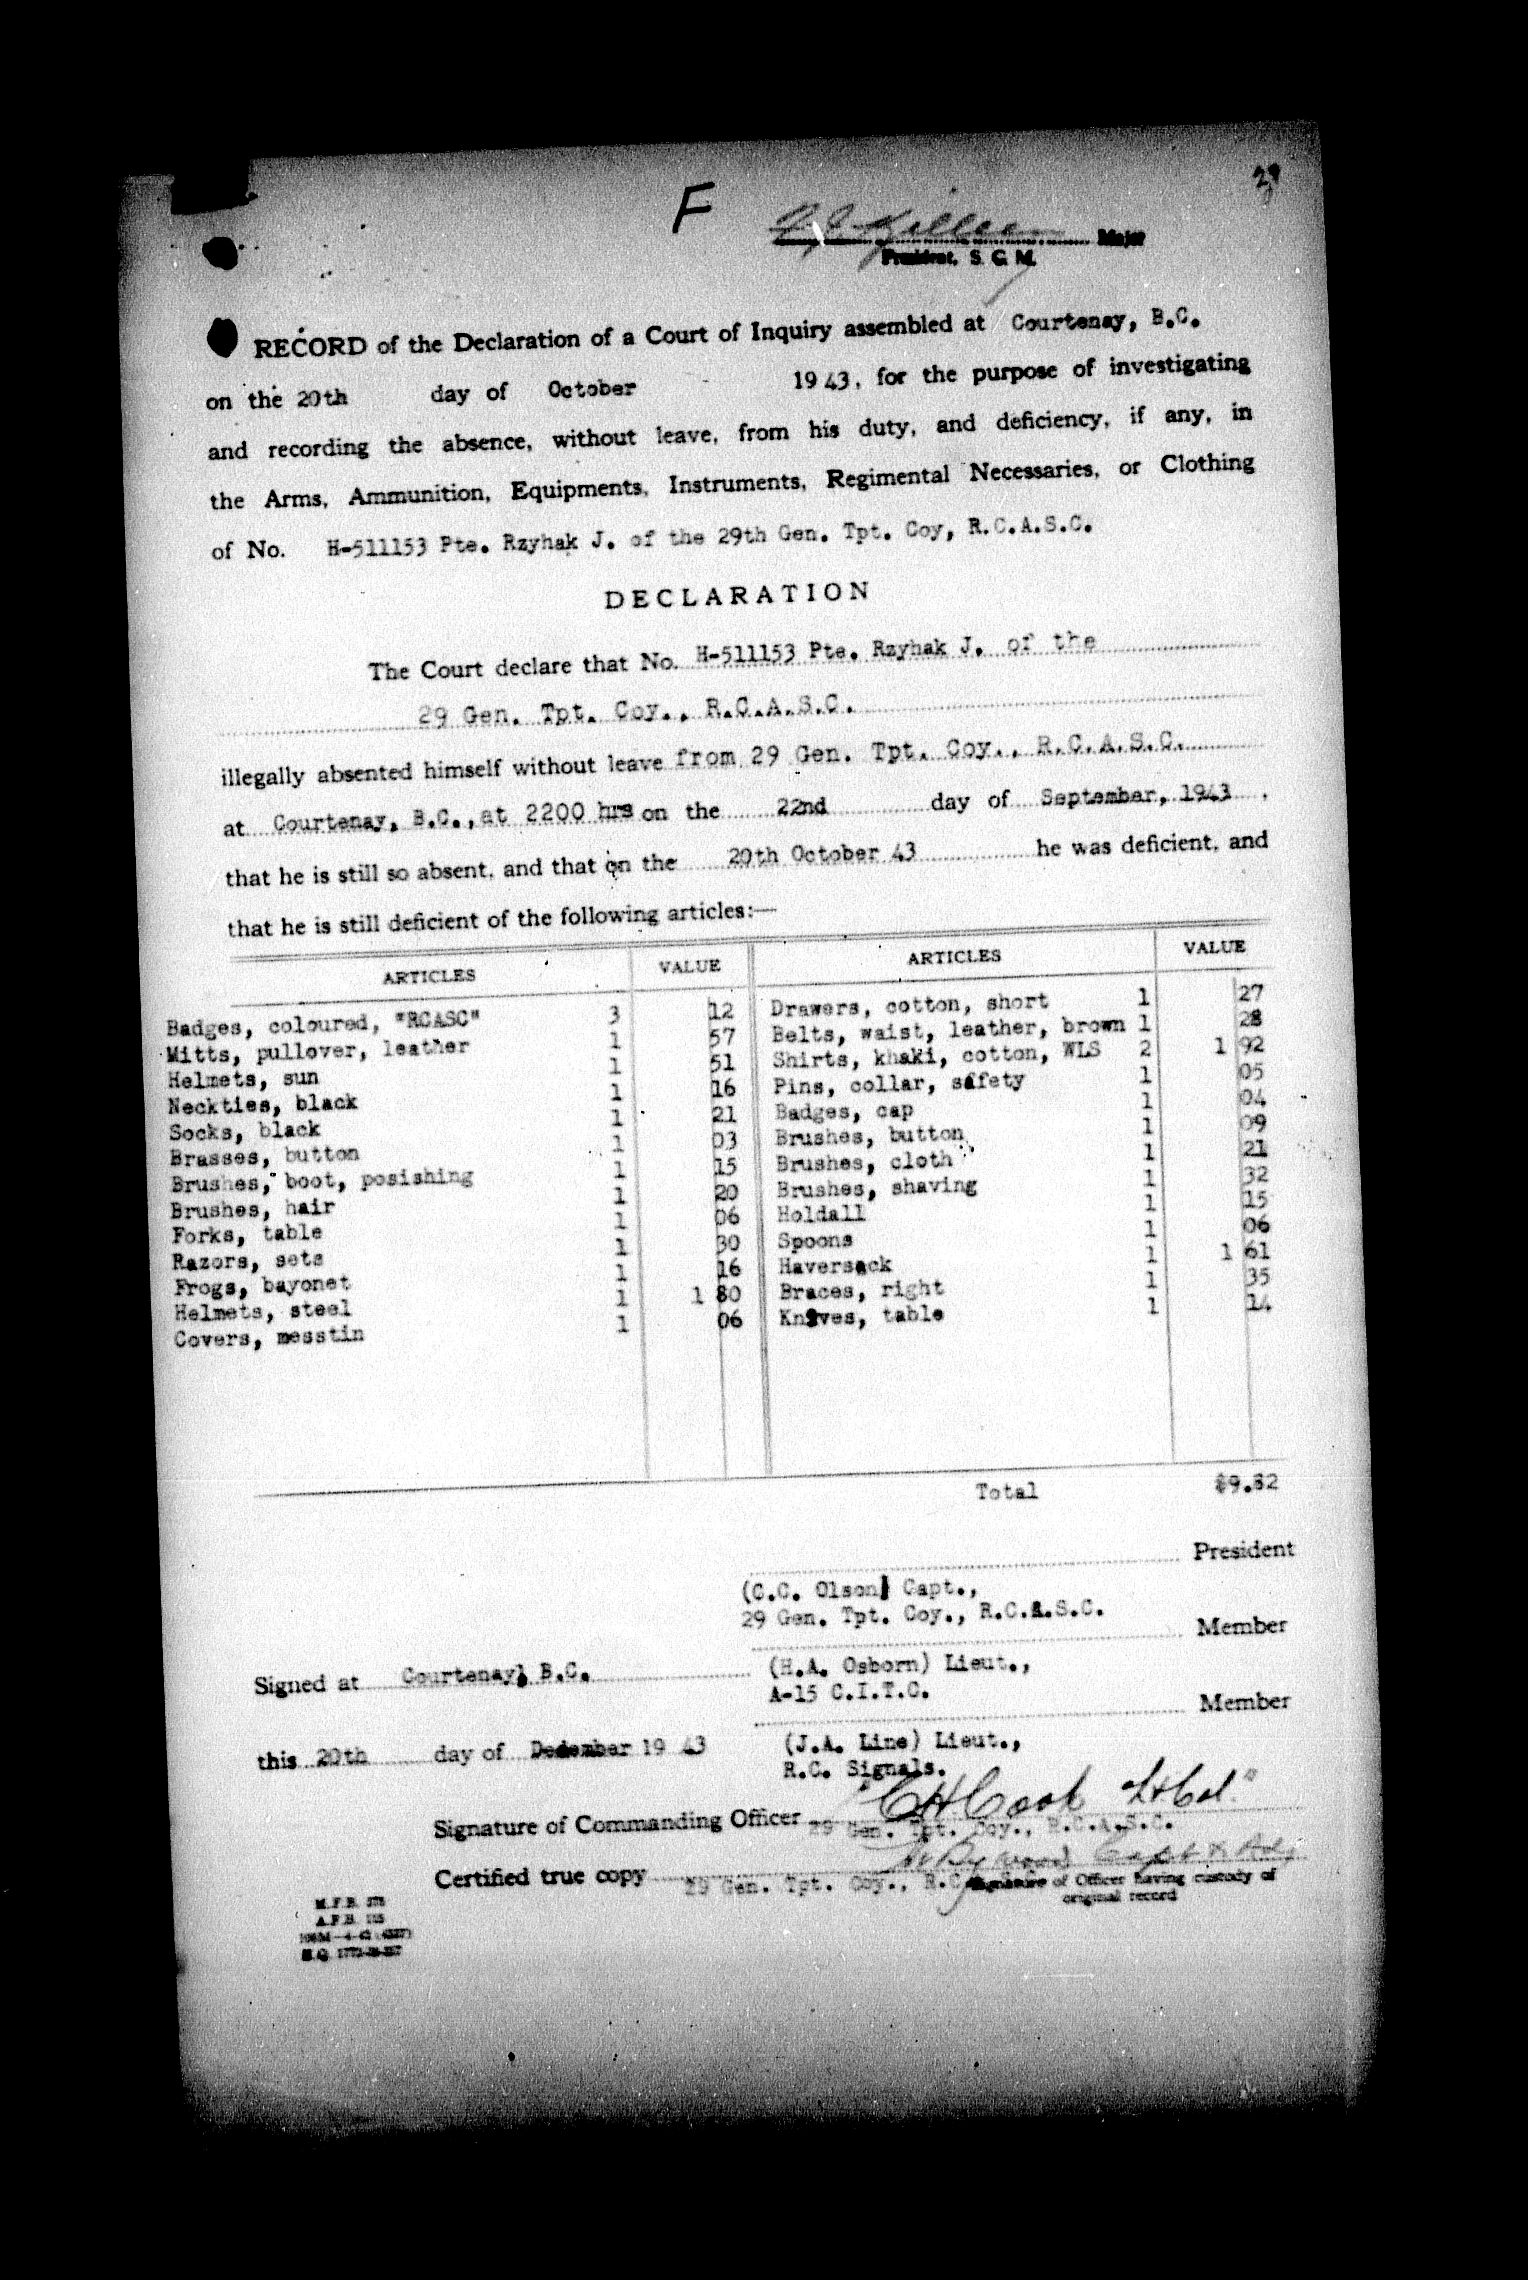 29
F
Major
President, S. G. M.
RECORD of the Declaration of a Court of Inquiry assembled at Courtenay, B.C.
on the 20th day of October 1943, for the purpose of investigating
and recording the absence, without leave, from his duty, and deficiency, if any, in
the Arms, Ammunition, Equipments, Instruments, Regimental Necessaries, or Clothing
of No. H-511153 Pte. Rzyhak J. of the 29th Gen. Tpt. Coy, R.C.A.S.C.
DECLARATION
The Court declare that No. H-511153 Pte. Rzyhak J. of the
29 Gen. Tpt. Coy., R.C.A.S.C.
illegally absented himself without leave from 29 Gen. Tpt. Coy., R.C.A.S.C.
at Courtenay, B.C., at 2200 hrs on the 22nd day of September, 1943.
that he is still so absent, and that on the 20th October 43 he was deficient, and
that he is still deficient of the following articles:—
ARTICLES VALUE ARTICLES VALUE
Badges, coloured, "RCASC" 3 12 Drawers, cotton, short 1 27
Mitts, pullover, leather 1 57 Belts, waist, leather, brown 1 28
Helmets, sun 1 51 Shirts, khaki, cotton, WLS 2 1 92
Neckties, black 1 16 Pins, collar, safety 1 05
Socks, black 1 21 Badges, cap 1 04
Brasses, button 1 03 Brushes, button 1 09
Brushes, boot, posishing 1 15 Brushes, cloth 1 21
Brushes, hair 1 20 Brushes, shaving 1 32
Forks, table 1 06 Holdall 1 15
Razors, sets 1 30 Spoons 1 06
Frogs, bayonet 1 16 Haversack 1 1 61
Helmets, steel 1 1 80 Braces, right 1 35
Covers, messtin 1 06 Knives, table 1 14
Total $9.82
President
(C.C. Olson) Capt.,
29 Gen. Tpt. Coy., R.C.A.S.C.
Member
Signed at Courtenay, B.C. (H.A. Osborn) Lieut.,
A-15 C.I.T.C.
Member
this 20th day of December 1943 (J.A. Line) Lieut.,
R.C. Signals.
Signature of Commanding Officer "CH Cook Lt Col."
29 Gen. Tpt. Coy., R.C.A.S.C.
Certified true copy Capt & Adj
29 Gen. Tpt. Coy., R.C. Signature of Officer having custody of
original record
M.F.B.